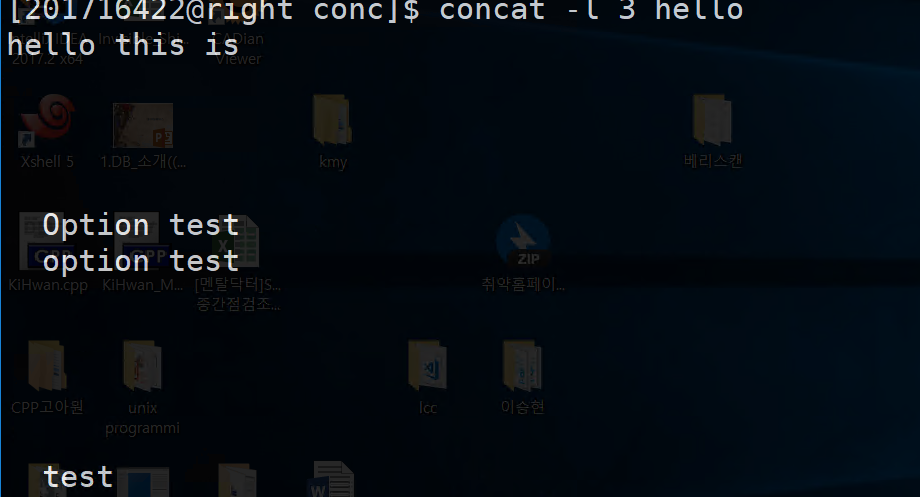 [201716422@right conc]$ concat -l 3 hello
hello this is
2017.2 x64
Viewer
Xshell 5
1.DB_소개((...
kmy
베리스캔
Option test
option test
KiHwan.cpp
KiHwan_M...
[멘탈닥터]S...
중간점검조...
ZIP
취약홈페이...
CPP고아원
unix
programmi
lcc
이승현
test